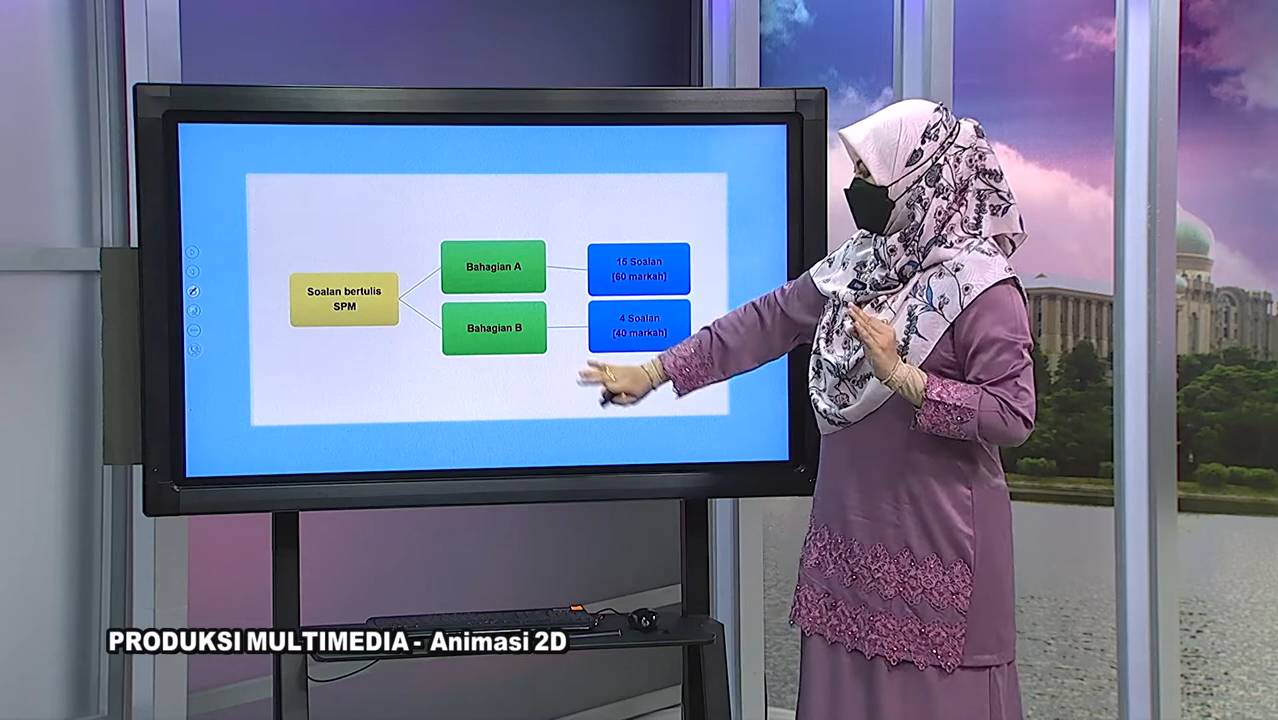 Soalan bertulis
SPM
Bahagian A
15 Soalan
[60 markah]
Bahagian B
4 Soalan
[40 markah]
PRODUKSI MULTIMEDIA - Animasi 2D